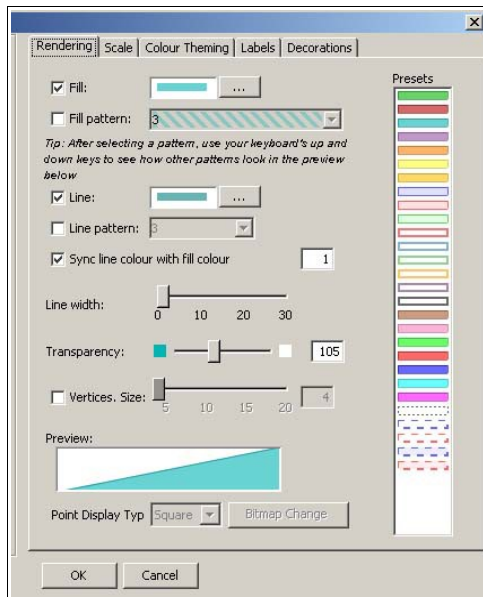 Rendering Scale Colour Theming Labels Decorations
Fill: ...
Presets
Fill pattern: 3
Tip: After selecting a pattern, use your keyboard's up and
down keys to see how other patterns look in the preview
below
Line: ...
Line pattern: 3
Sync line colour with fill colour 1
Line width:
0 10 20 30
Transparency: 105
Vertices. Size: 4
5 10 15 20
Preview:
Point Display Typ Square Bitmap Change
OK Cancel